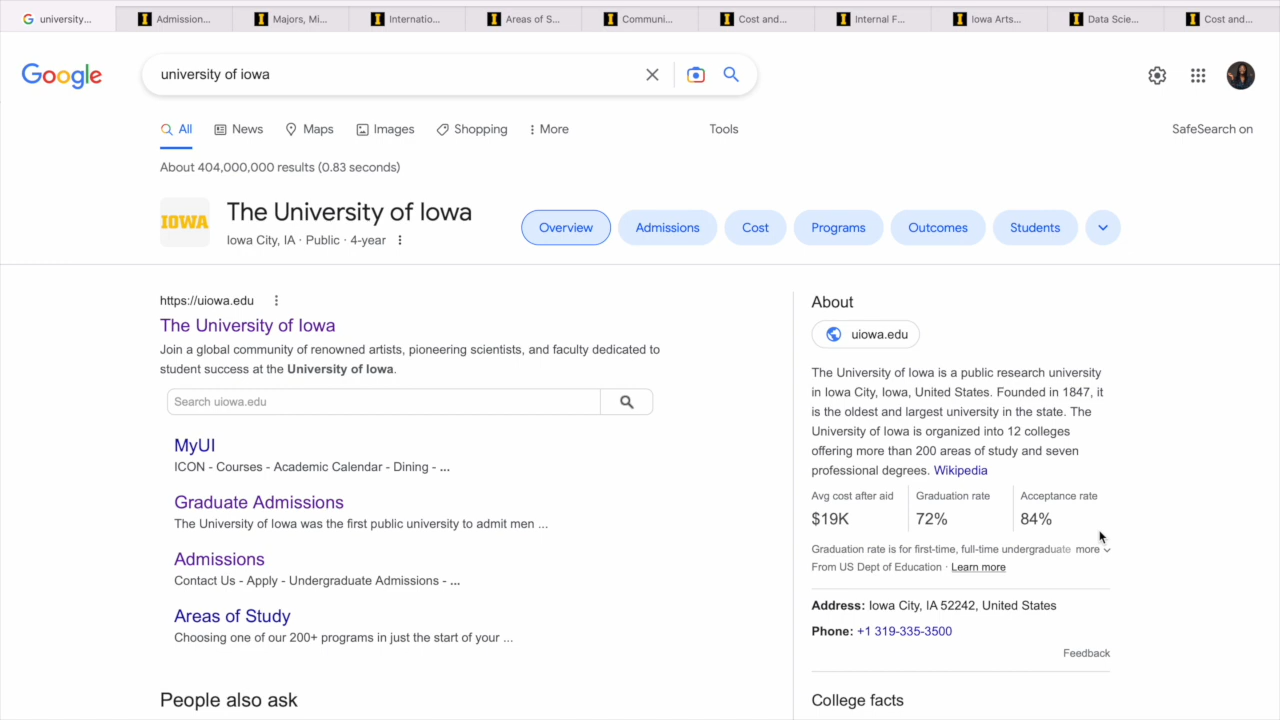 university...
Admission...
Majors, Mi...
Internatio...
Areas of S...
Communi...
Cost and...
Internal F...
Iowa Arts...
Data Scie...
Cost and...
Google
university of iowa
All
News
Maps
Images
Shopping
More
Tools
SafeSearch on
About 404,000,000 results (0.83 seconds)
IOWA
The University of Iowa
Iowa City, IA · Public · 4-year
Overview
Admissions
Cost
Programs
Outcomes
Students
https://uiowa.edu
The University of Iowa
Join a global community of renowned artists, pioneering scientists, and faculty dedicated to
student success at the University of Iowa.
Search uiowa.edu
MyUI
ICON - Courses - Academic Calendar - Dining - ...
Graduate Admissions
The University of Iowa was the first public university to admit men ...
Admissions
Contact Us - Apply - Undergraduate Admissions - ...
Areas of Study
Choosing one of our 200+ programs in just the start of your ...
People also ask
About
uiowa.edu
The University of Iowa is a public research university
in Iowa City, Iowa, United States. Founded in 1847, it
is the oldest and largest university in the state. The
University of Iowa is organized into 12 colleges
offering more than 200 areas of study and seven
professional degrees. Wikipedia
Avg cost after aid
$19K
Graduation rate
72%
Acceptance rate
84%
Graduation rate is for first-time, full-time undergraduate more
From US Dept of Education · Learn more
Address: Iowa City, IA 52242, United States
Phone: +1 319-335-3500
Feedback
College facts